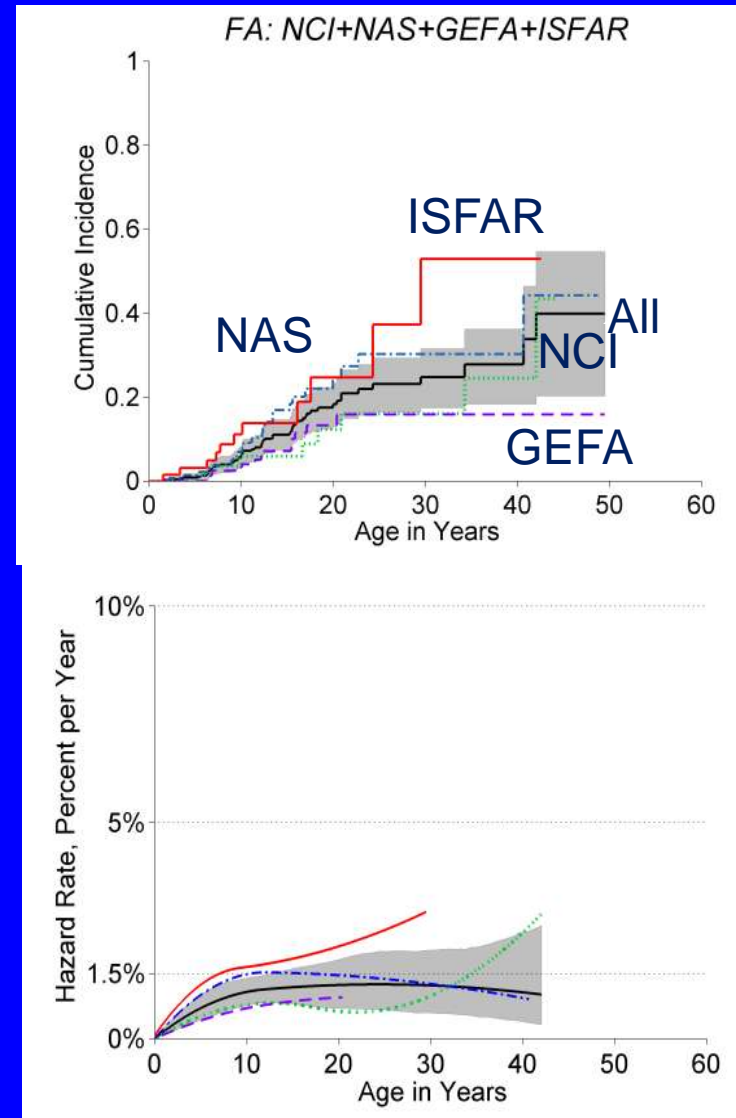 FA: NCI+NAS+GEFA+ISFAR
1
0.8
0.6
0.4
0.2
0
Cumulative Incidence
ISFAR
NAS
All
NCI
GEFA
0 10 20 30 40 50 60
Age in Years
10%
5%
1.5%
0%
Hazard Rate, Percent per Year
0 10 20 30 40 50 60
Age in Years